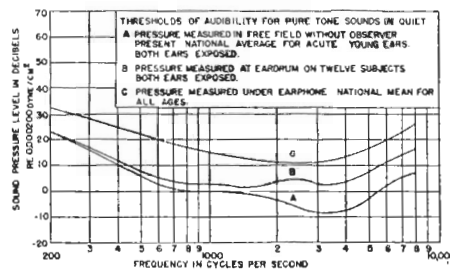 THRESHOLDS OF AUDIBILITY FOR PURE TONE SOUNDS IN QUIET
A PRESSURE MEASURED IN FREE FIELD WITHOUT OBSERVER
PRESENT NATIONAL AVERAGE FOR ACUTE YOUNG EARS.
BOTH EARS EXPOSED.
B PRESSURE MEASURED AT EARDRUM ON TWELVE SUBJECTS
BOTH EARS EXPOSED.
C PRESSURE MEASURED UNDER EARPHONE NATIONAL MEAN FOR
ALL AGES.
SOUND PRESSURE LEVEL IN DECIBELS
50
40
30
20
10
0
-10
-20
C
B
A
200 3 4 5 6 7 8 9 1000 2 3 4 5 6 7 8 10,000
FREQUENCY IN CYCLES PER SECOND